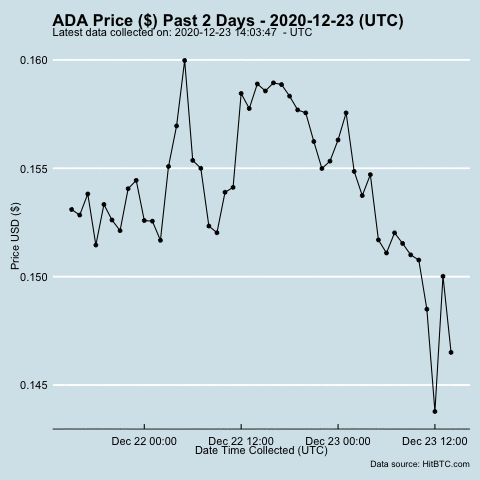 ADA Price ($) Past 2 Days - 2020-12-23 (UTC)
Latest data collected on: 2020-12-23 14:03:47 - UTC
0.160
0.155
0.150
0.145
Price USD ($)
Dec 22 00:00 Dec 22 12:00 Dec 23 00:00 Dec 23 12:00
Date Time Collected (UTC)
Data source: HitBTC.com